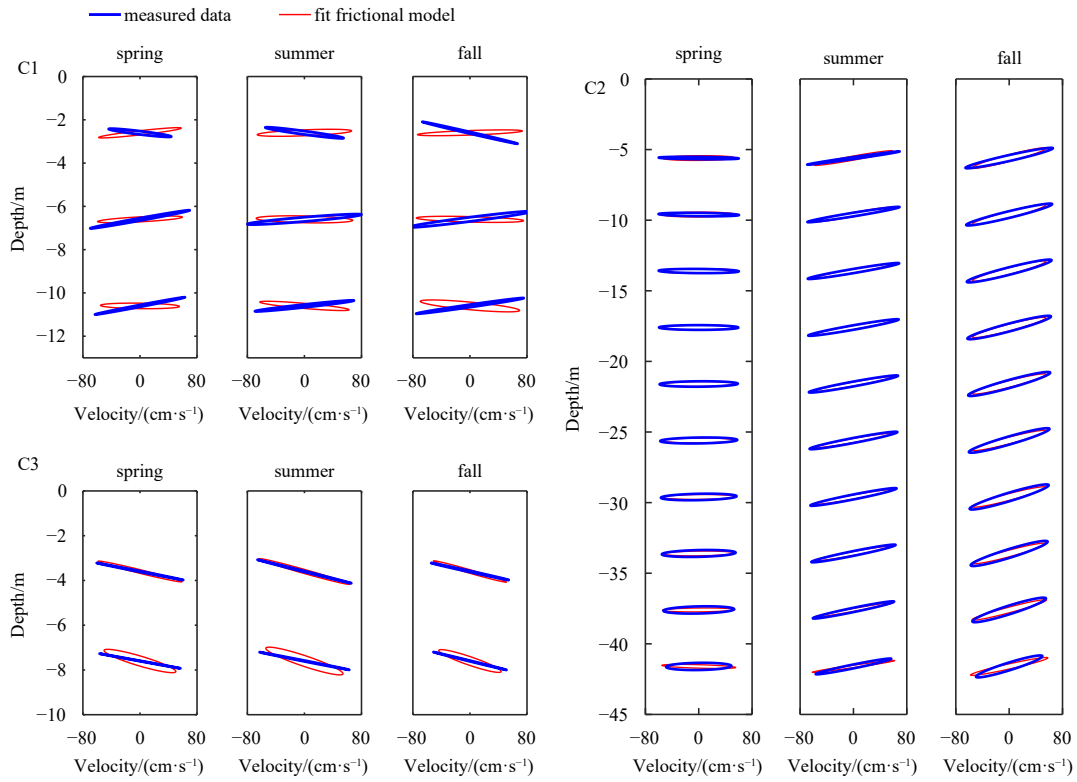 measured data fit frictional model
C1
spring summer fall
0
−2
−4
−6
−8
−10
−12
Depth/m
−80 0 80 −80 0 80 −80 0 80
Velocity/(cm·s⁻¹) Velocity/(cm·s⁻¹) Velocity/(cm·s⁻¹)
C3
spring summer fall
0
−2
−4
−6
−8
−10
Depth/m
−80 0 80 −80 0 80 −80 0 80
Velocity/(cm·s⁻¹) Velocity/(cm·s⁻¹) Velocity/(cm·s⁻¹)
C2
spring summer fall
0
−5
−10
−15
−20
−25
−30
−35
−40
−45
Depth/m
−80 0 80 −80 0 80 −80 0 80
Velocity/(cm·s⁻¹) Velocity/(cm·s⁻¹) Velocity/(cm·s⁻¹)